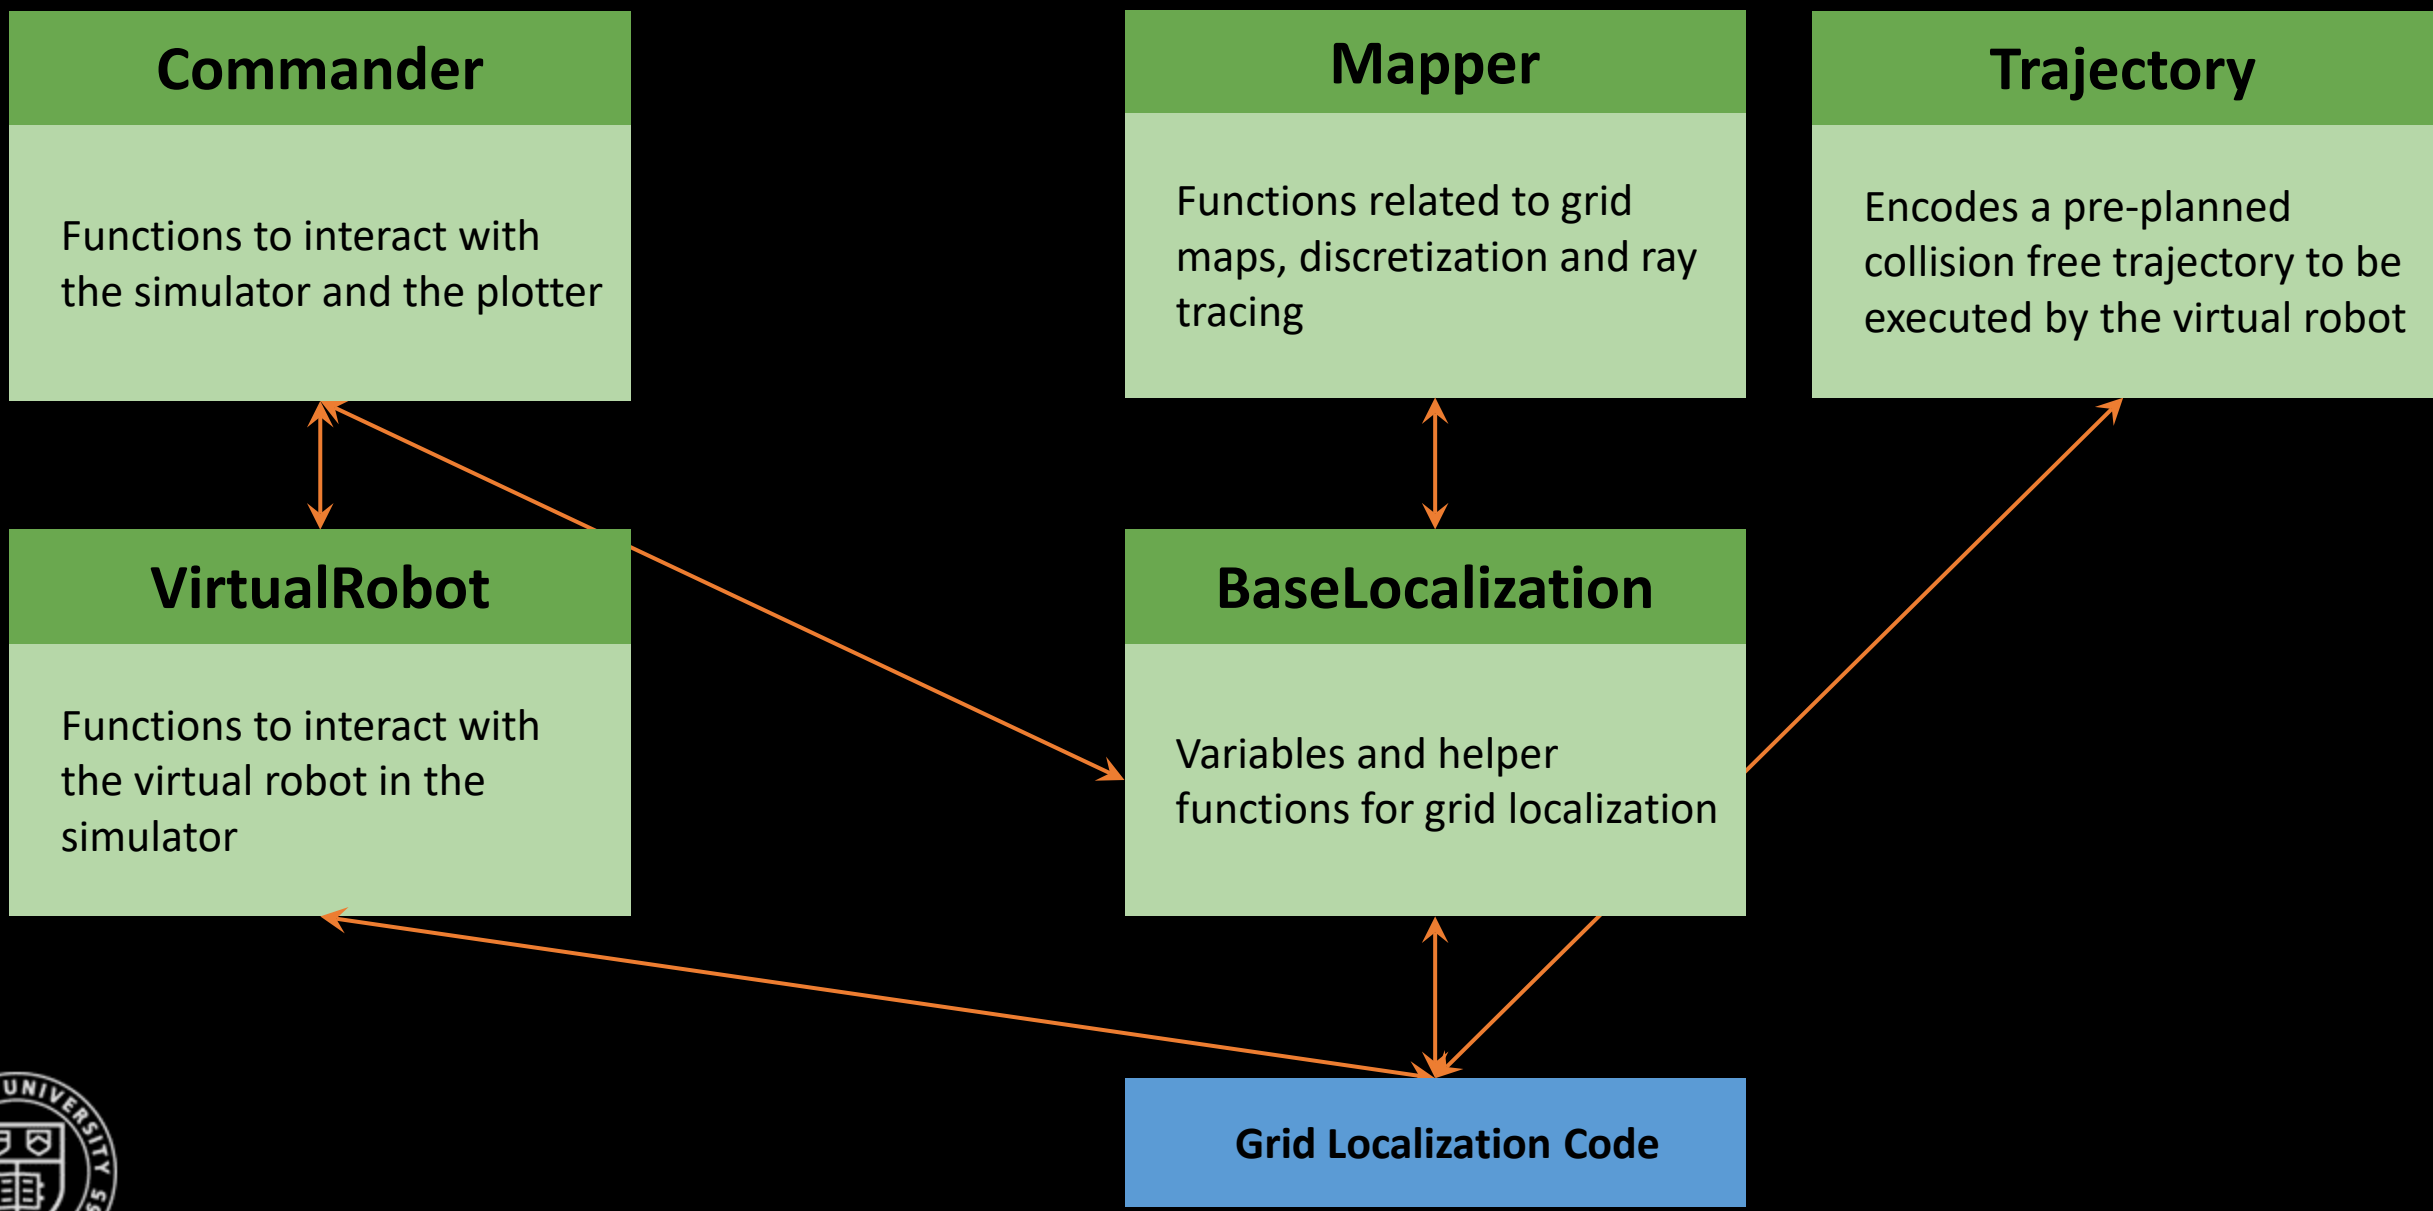 Commander
Functions to interact with
the simulator and the plotter
Mapper
Functions related to grid
maps, discretization and ray
tracing
Trajectory
Encodes a pre-planned
collision free trajectory to be
executed by the virtual robot
VirtualRobot
Functions to interact with
the virtual robot in the
simulator
BaseLocalization
Variables and helper
functions for grid localization
Grid Localization Code
UNIVERSITY